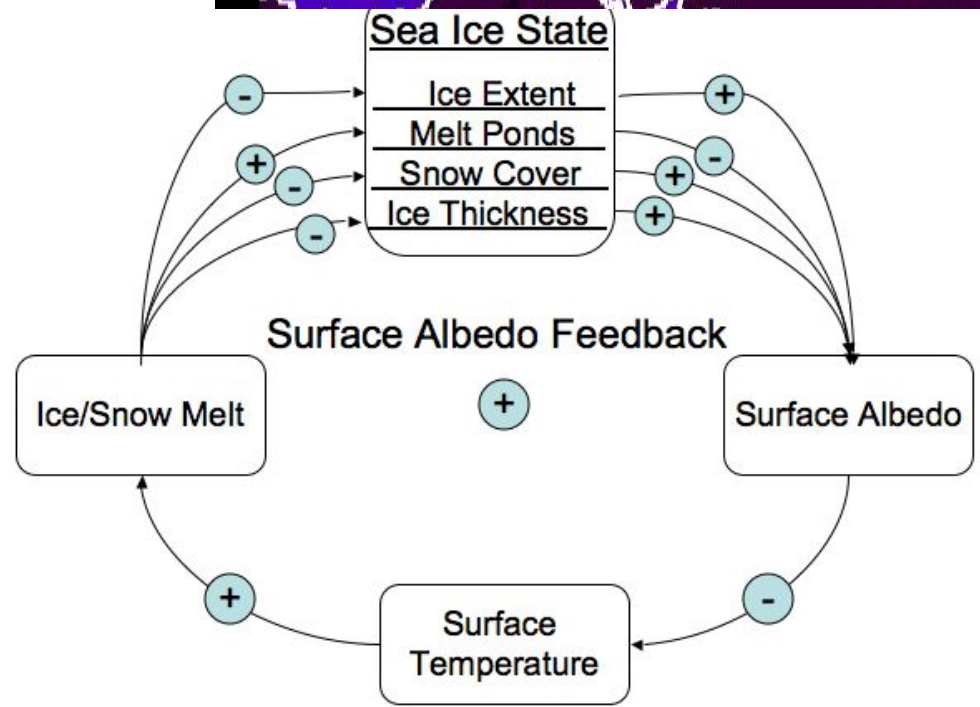 Sea Ice State
- Ice Extent +
+ Melt Ponds -
- Snow Cover +
- Ice Thickness +
Surface Albedo Feedback
+
Ice/Snow Melt
Surface Albedo
+
-
Surface
Temperature